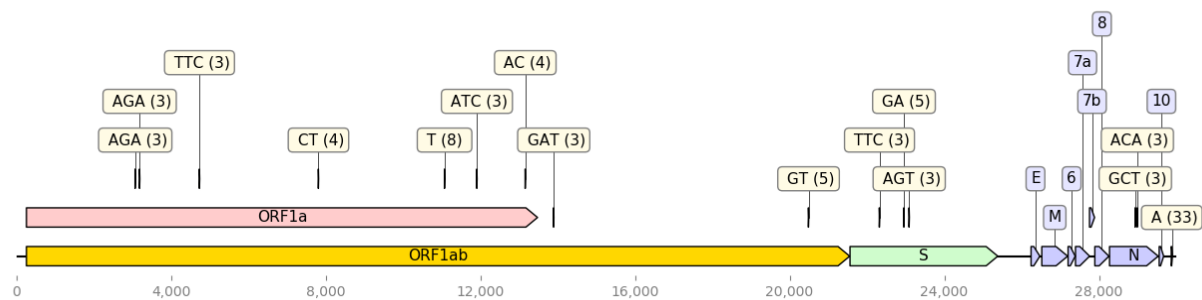 8
TTC (3)
AC (4)
7a
AGA (3)
ATC (3)
GA (5)
7b
10
AGA (3)
CT (4)
T (8)
GAT (3)
TTC (3)
ACA (3)
GT (5)
AGT (3)
E
6
GCT (3)
ORF1a
M
A (33)
ORF1ab
S
N
0
4,000
8,000
12,000
16,000
20,000
24,000
28,000